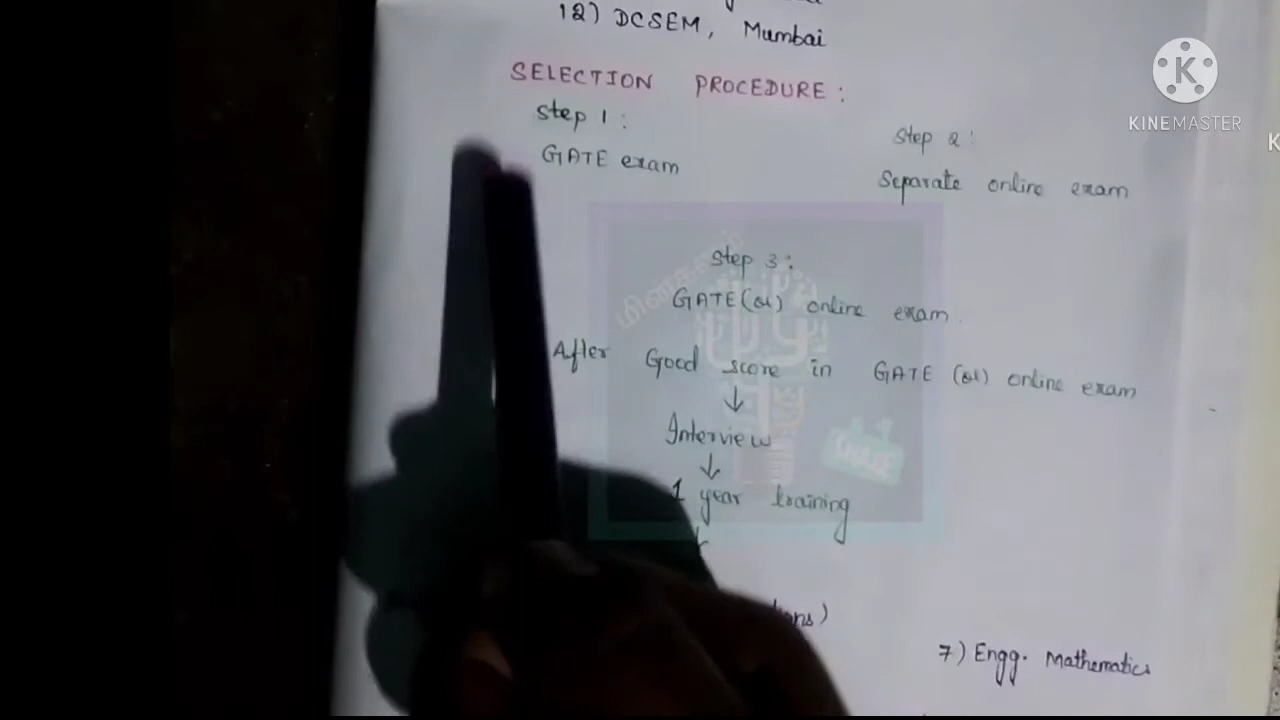 12) DCSEM, Mumbai
SELECTION PROCEDURE:
Step 1:
GATE exam
Step 2:
Separate online exam
Step 3:
GATE (or) online exam
After Good score in GATE (or) online exam
↓
Interview
↓
1 year training
7) Engg. Mathematics
KINEMASTER
K
SHARE